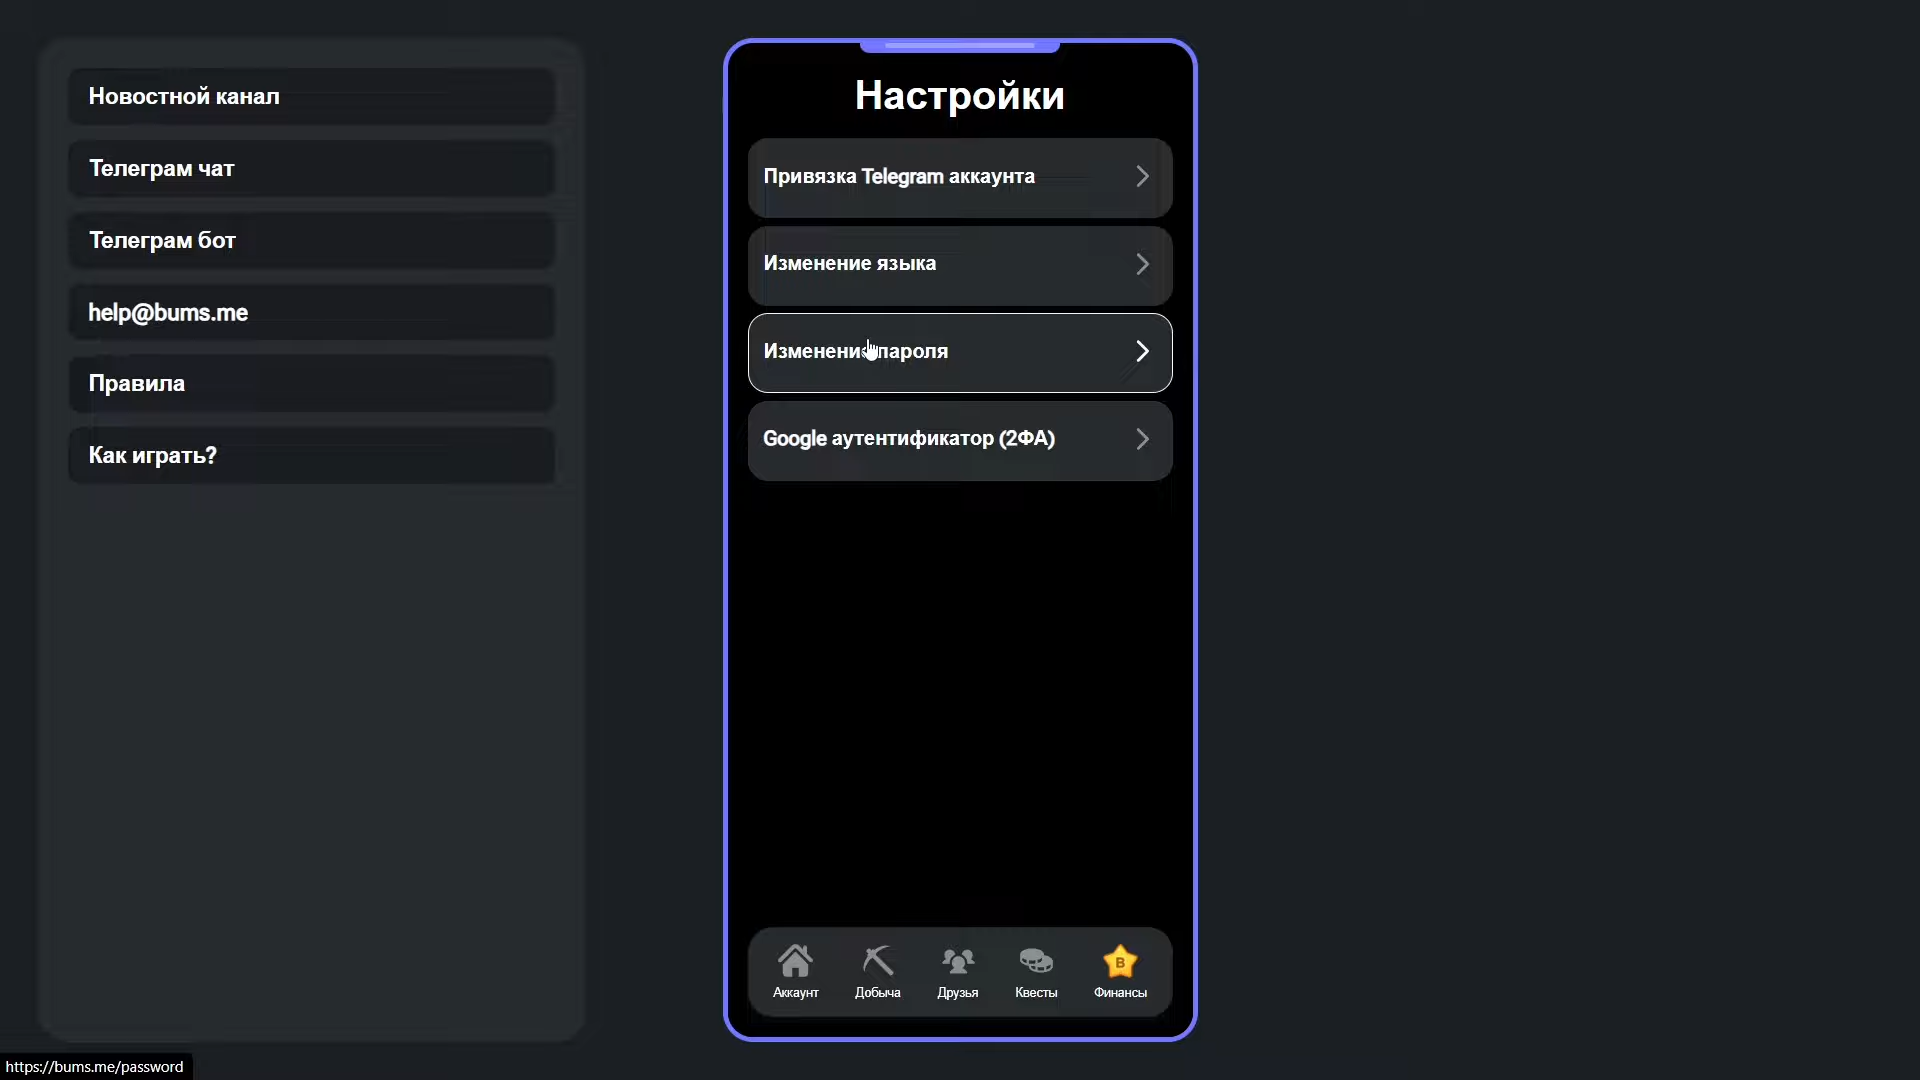 Новостной канал
Телеграм чат
Телеграм бот
help@bums.me
Правила
Как играть?
Настройки
Привязка Telegram аккаунта
Изменение языка
Изменение пароля
Google аутентификатор (2ФА)
Аккаунт
Добыча
Друзья
Квесты
B
Финансы
https://bums.me/password